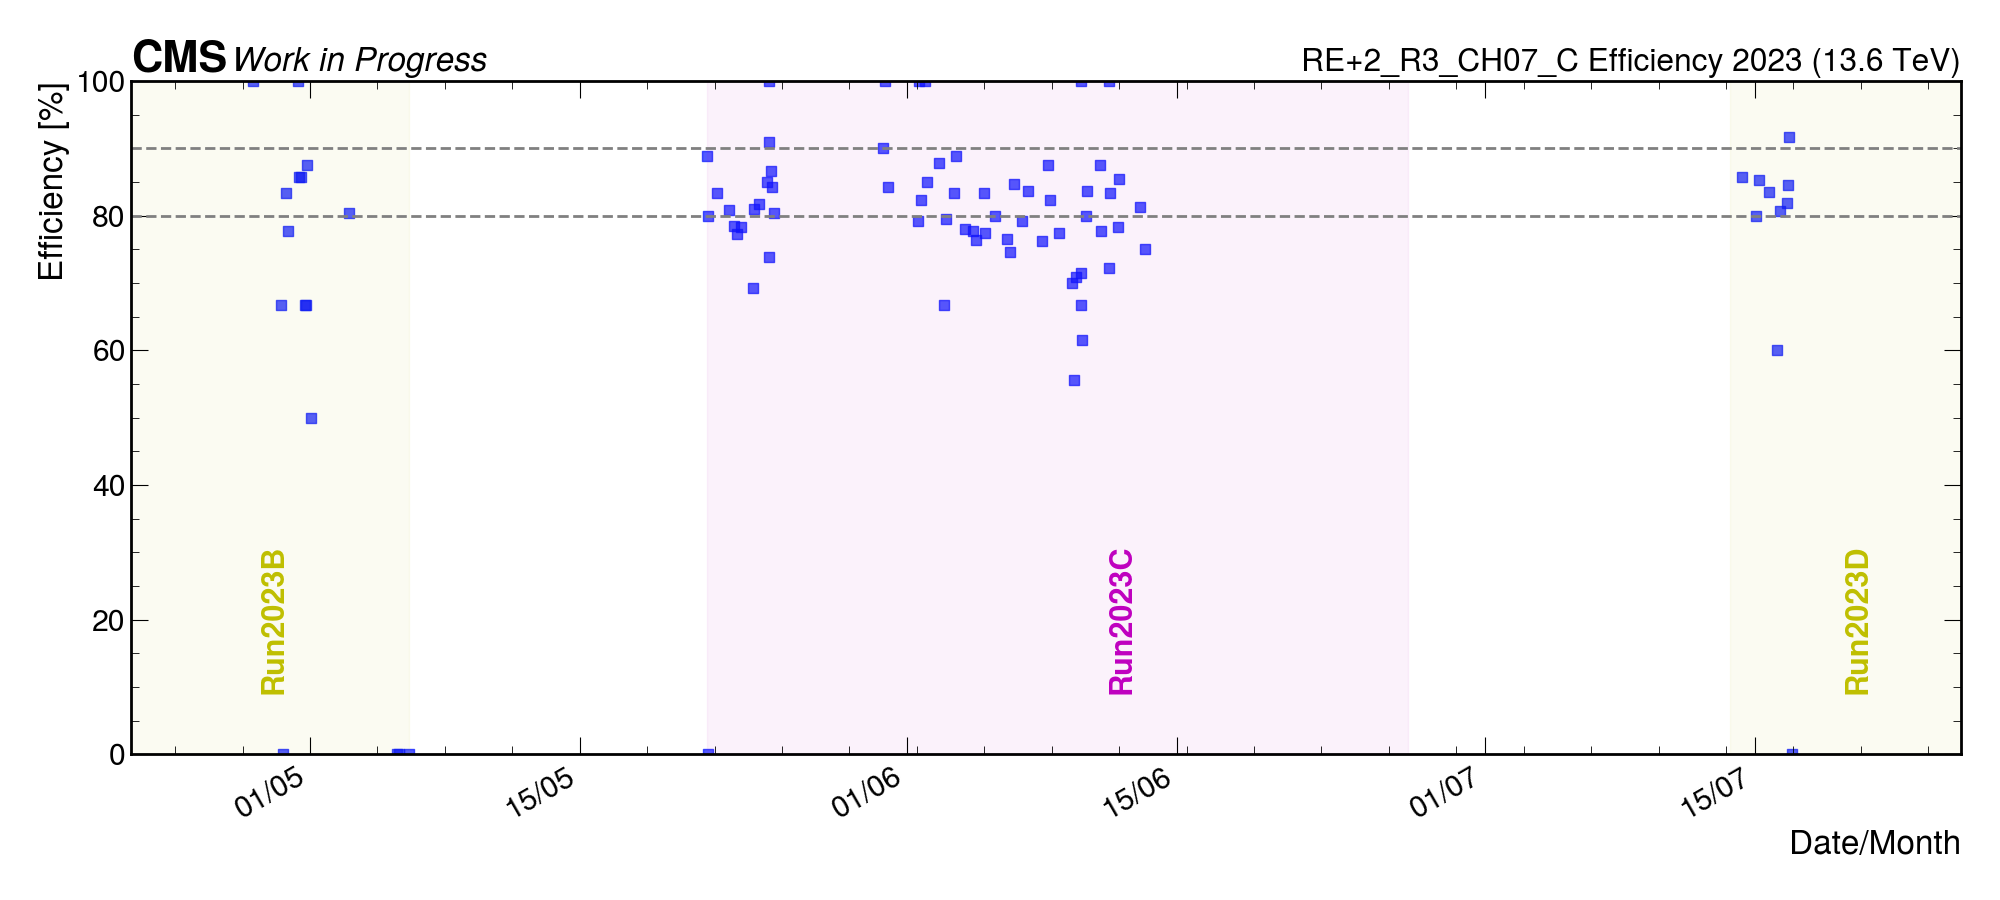 CMS Work in Progress
RE+2_R3_CH07_C Efficiency 2023 (13.6 TeV)
Efficiency [%]
100
80
60
40
20
0
Run2023B
Run2023C
Run2023D
01/05
15/05
01/06
15/06
01/07
15/07
Date/Month